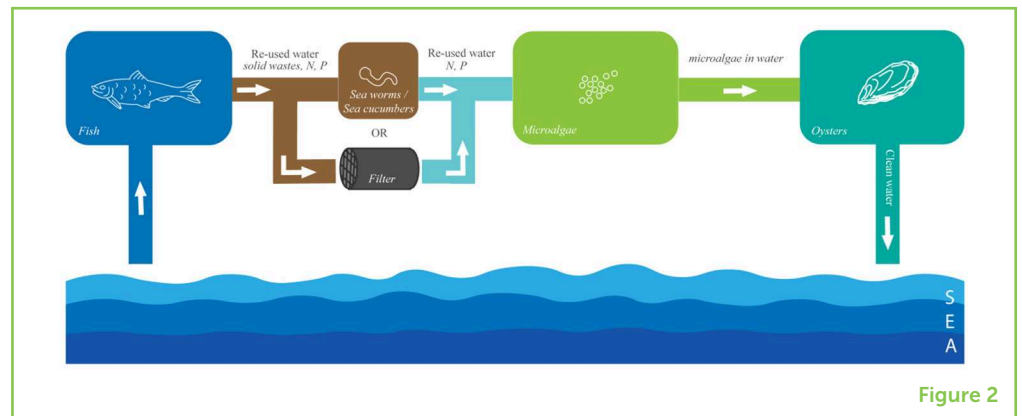 Re-used water
solid wastes, N, P
Re-used water
N, P
microalgae in water
Sea worms /
Sea cucumbers
OR
Filter
Fish
Microalgae
Oysters
Clean water
S
E
A
Figure 2